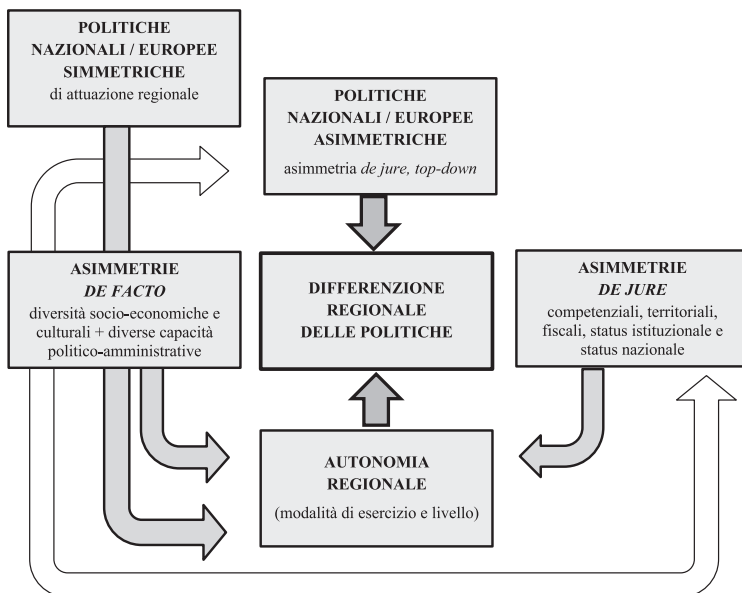 POLITICHE
NAZIONALI / EUROPEE
SIMMETRICHE
di attuazione regionale
POLITICHE
NAZIONALI / EUROPEE
ASIMMETRICHE
asimmetria de jure, top-down
ASIMMETRIE
DE FACTO
diversità socio-economiche e
culturali + diverse capacità
politico-amministrative
DIFFERENZIONE
REGIONALE
DELLE POLITICHE
ASIMMETRIE
DE JURE
competenziali, territoriali,
fiscali, status istituzionale e
status nazionale
AUTONOMIA
REGIONALE
(modalità di esercizio e livello)